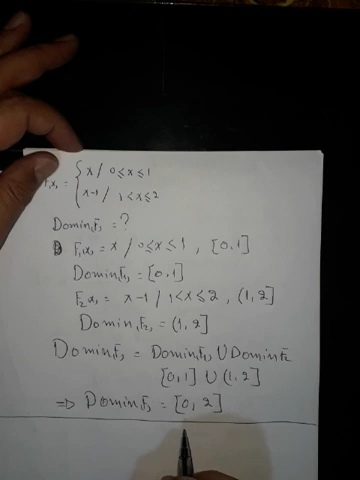 F(x) = { x / 0 ≤ x ≤ 1
x-1 / 1 < x ≤ 2
Domin(F) = ?
F₁(x) = x / 0 ≤ x ≤ 1 , [0,1]
Domin(F₁) = [0,1]
F₂(x) = x-1 / 1 < x ≤ 2 , (1,2]
Domin(F₂) = (1,2]
Domin(F) = Domin(F₁) ∪ Domin F₂
[0,1] ∪ (1,2]
⇒ Domin(F) = [0,2]